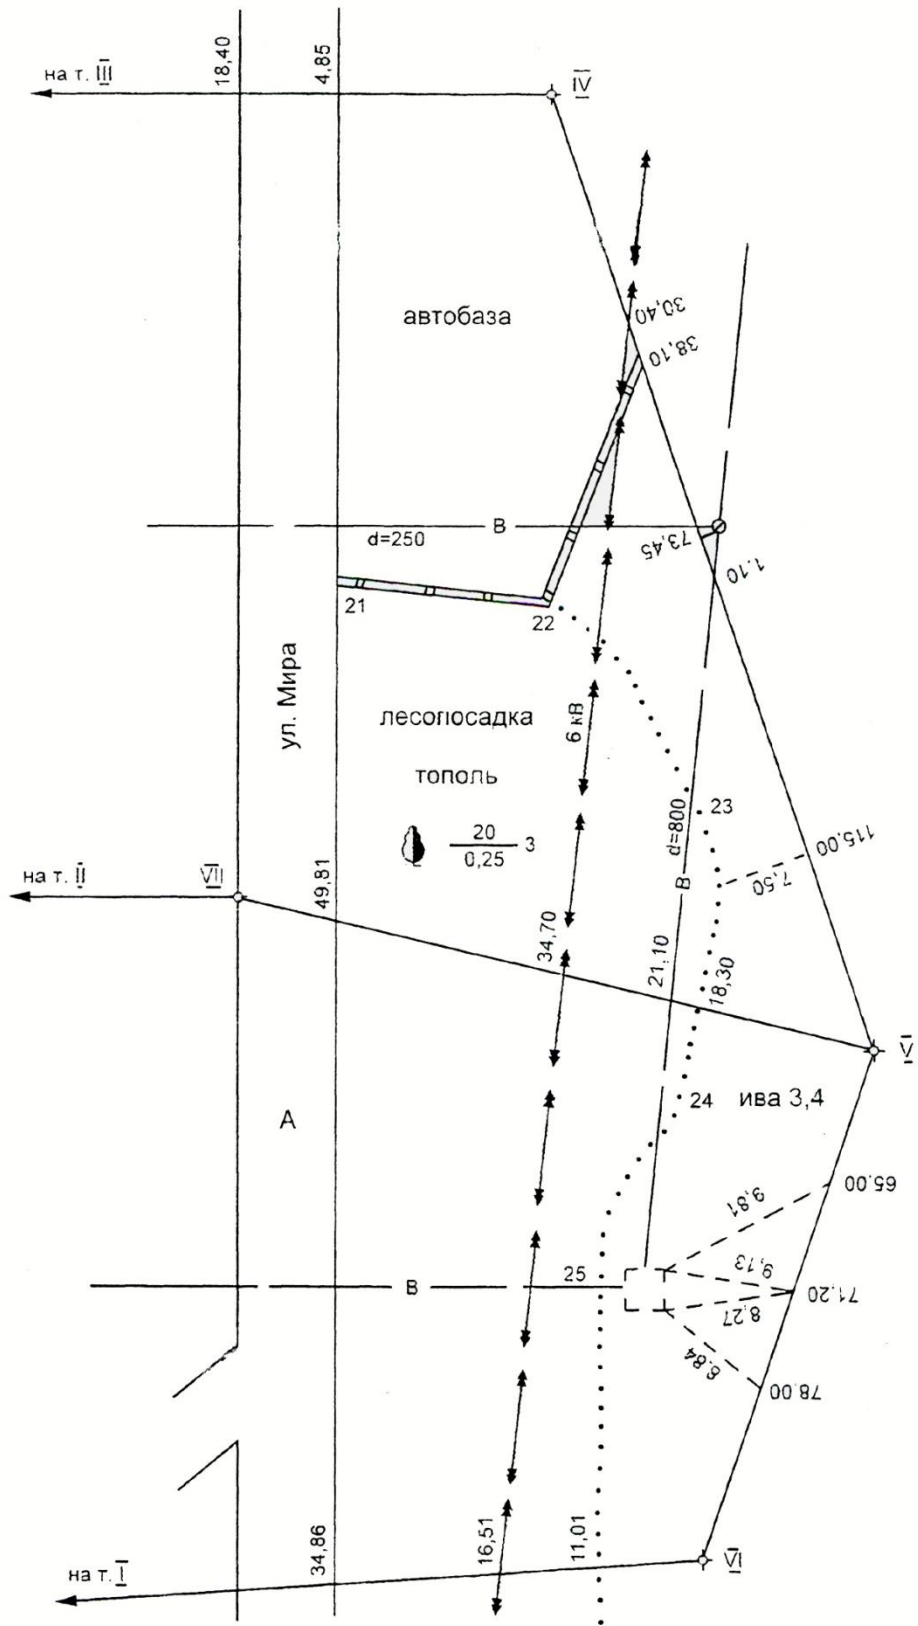 18,40
4,85
на т. III
IV
30,40
38,10
автобаза
В
d=250
73,45
1.10
21
22
ул. Мира
лесополосадка
тополь
6 кВ
20
0,25
3
23
d=800
В
115.00
7.50
на т. II
VII
49,81
34,70
21,10
18,30
V
24
ива 3,4
А
65.00
9,81
9,13
71.20
8,27
8,84
78.00
25
В
34,86
16,51
11,01
на т. I
VI